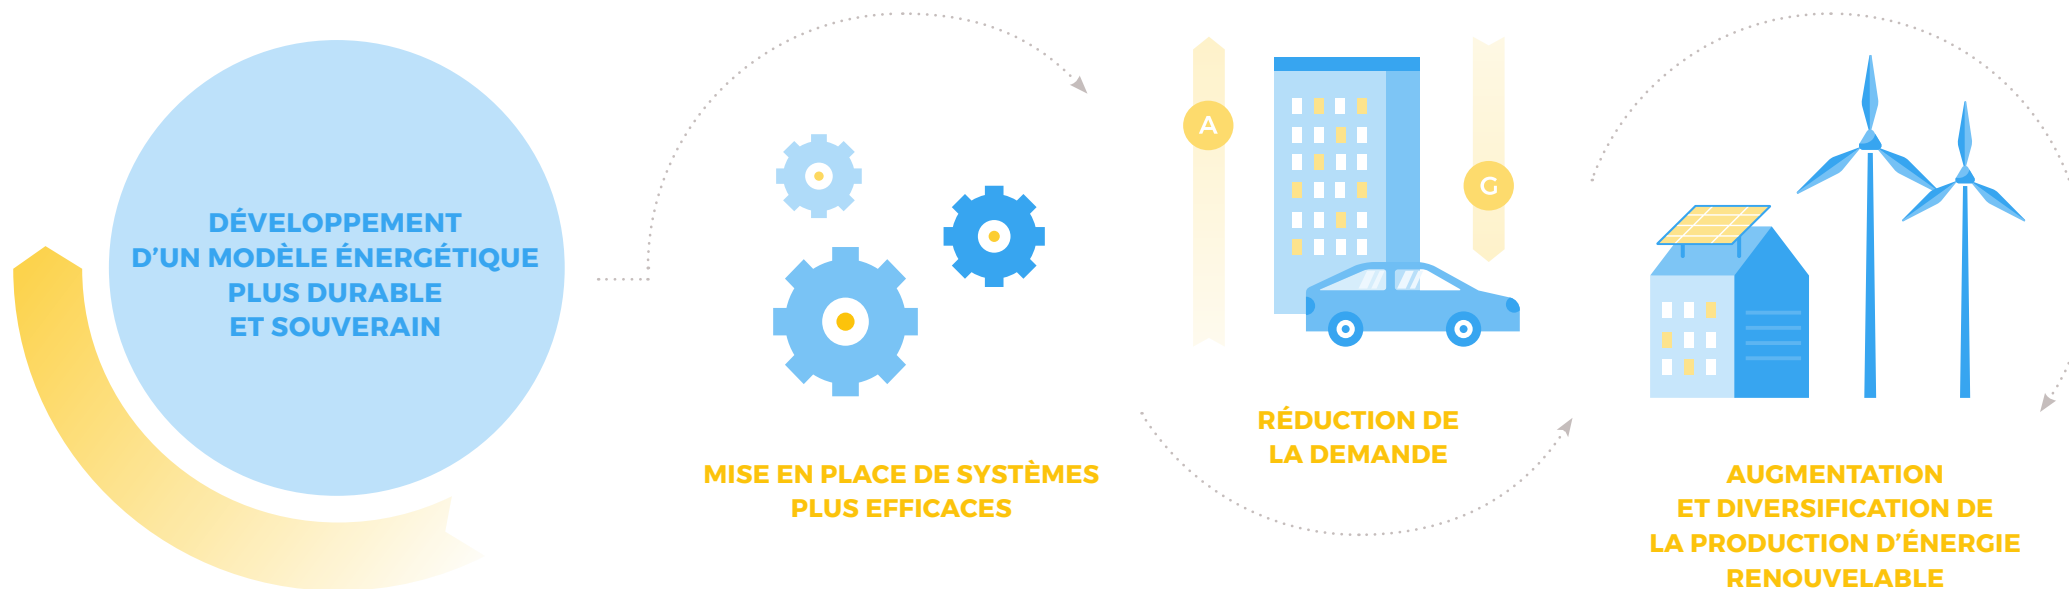 DÉVELOPPEMENT
D’UN MODÈLE ÉNERGÉTIQUE
PLUS DURABLE
ET SOUVERAIN
MISE EN PLACE DE SYSTÈMES
PLUS EFFICACES
A
G
RÉDUCTION DE
LA DEMANDE
AUGMENTATION
ET DIVERSIFICATION DE
LA PRODUCTION D’ÉNERGIE
RENOUVELABLE